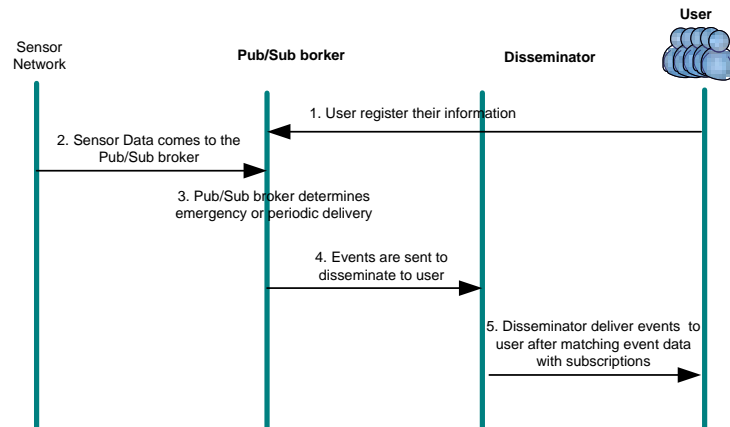 User
Sensor
Network
Pub/Sub borker
Disseminator
1. User register their information
2. Sensor Data comes to the
Pub/Sub broker
3. Pub/Sub broker determines
emergency or periodic delivery
4. Events are sent to
disseminate to user
5. Disseminator deliver events to
user after matching event data
with subscriptions